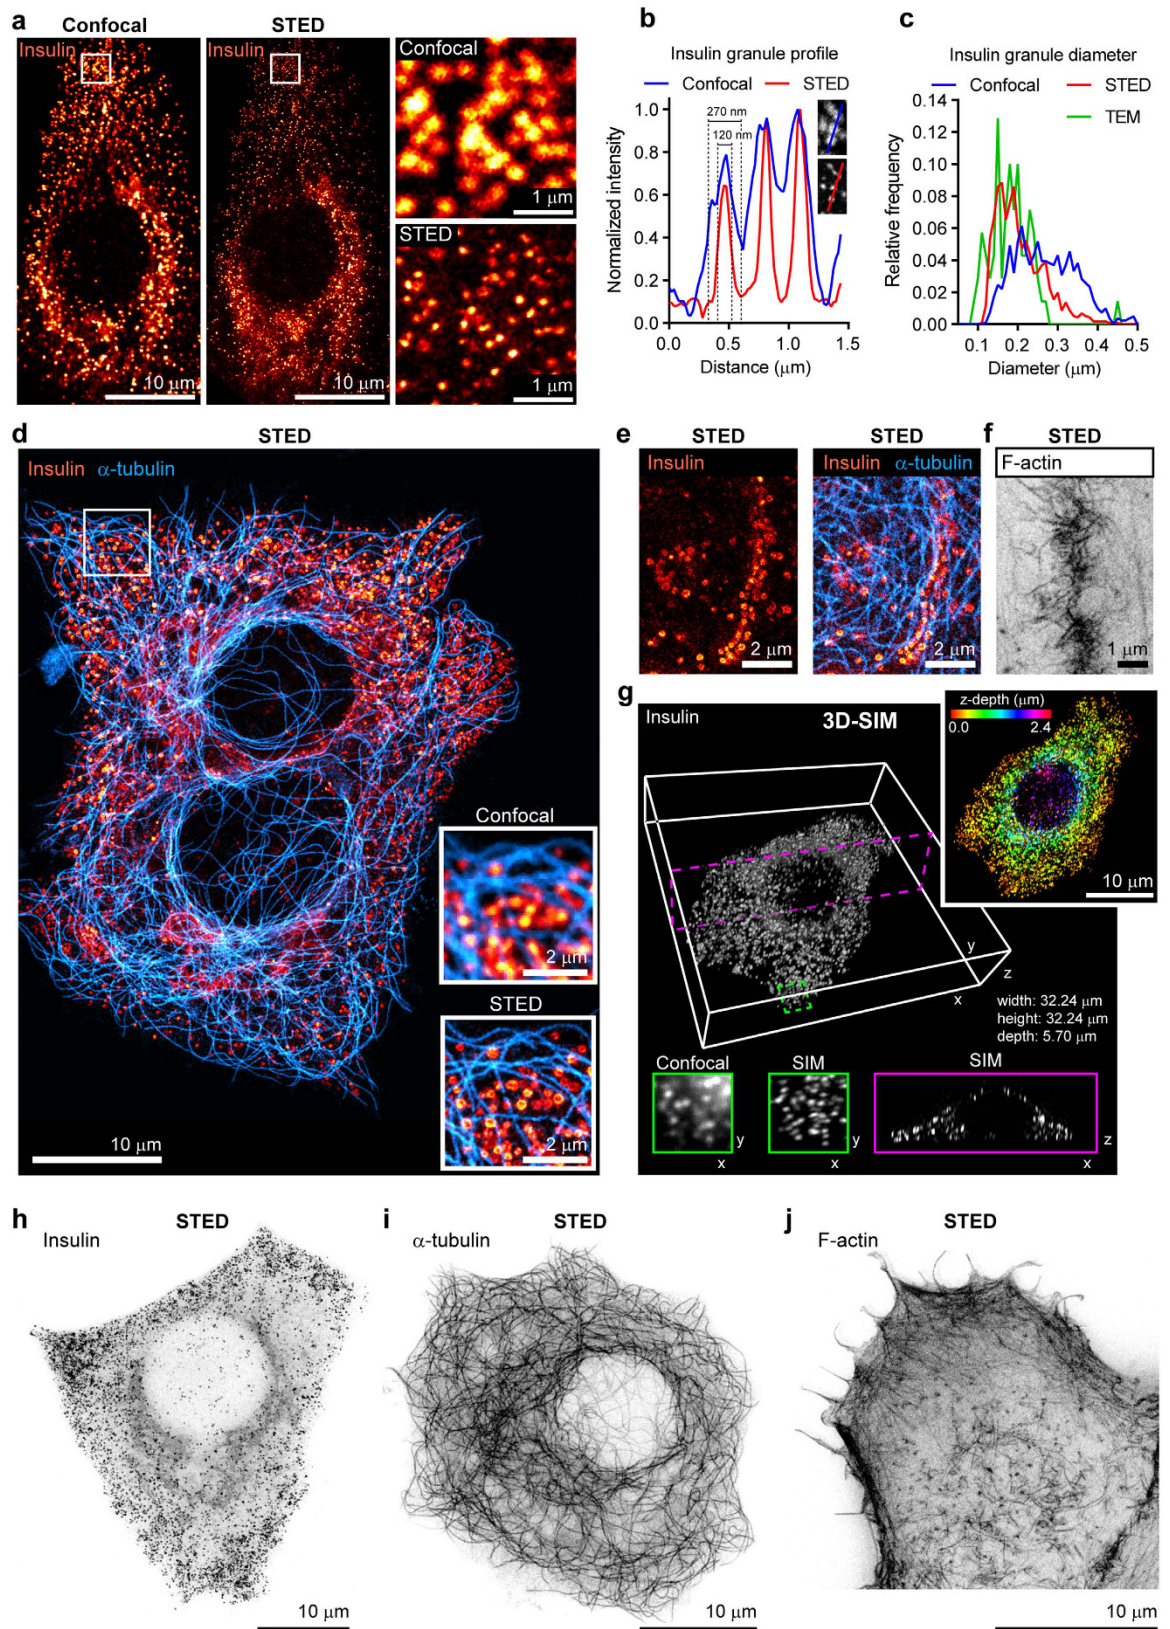 a
Confocal
STED
Insulin
Insulin
Confocal
1 μm
STED
1 μm
10 μm
10 μm
b
Insulin granule profile
Confocal
STED
270 nm
120 nm
1.0
0.8
0.6
0.4
0.2
0.0
Normalized intensity
0.0
0.5
1.0
1.5
Distance (μm)
c
Insulin granule diameter
Confocal
STED
TEM
0.14
0.12
0.10
0.08
0.06
0.04
0.02
0.00
Relative frequency
0.1
0.2
0.3
0.4
0.5
Diameter (μm)
d
STED
Insulin α-tubulin
Confocal
2 μm
STED
2 μm
10 μm
e
STED
Insulin
2 μm
STED
Insulin α-tubulin
2 μm
f
STED
F-actin
1 μm
g
Insulin
3D-SIM
z-depth (μm)
0.0
2.4
10 μm
y
z
x
width: 32.24 μm
height: 32.24 μm
depth: 5.70 μm
Confocal
y
x
SIM
y
x
SIM
z
x
h
STED
Insulin
10 μm
i
STED
α-tubulin
10 μm
j
STED
F-actin
10 μm